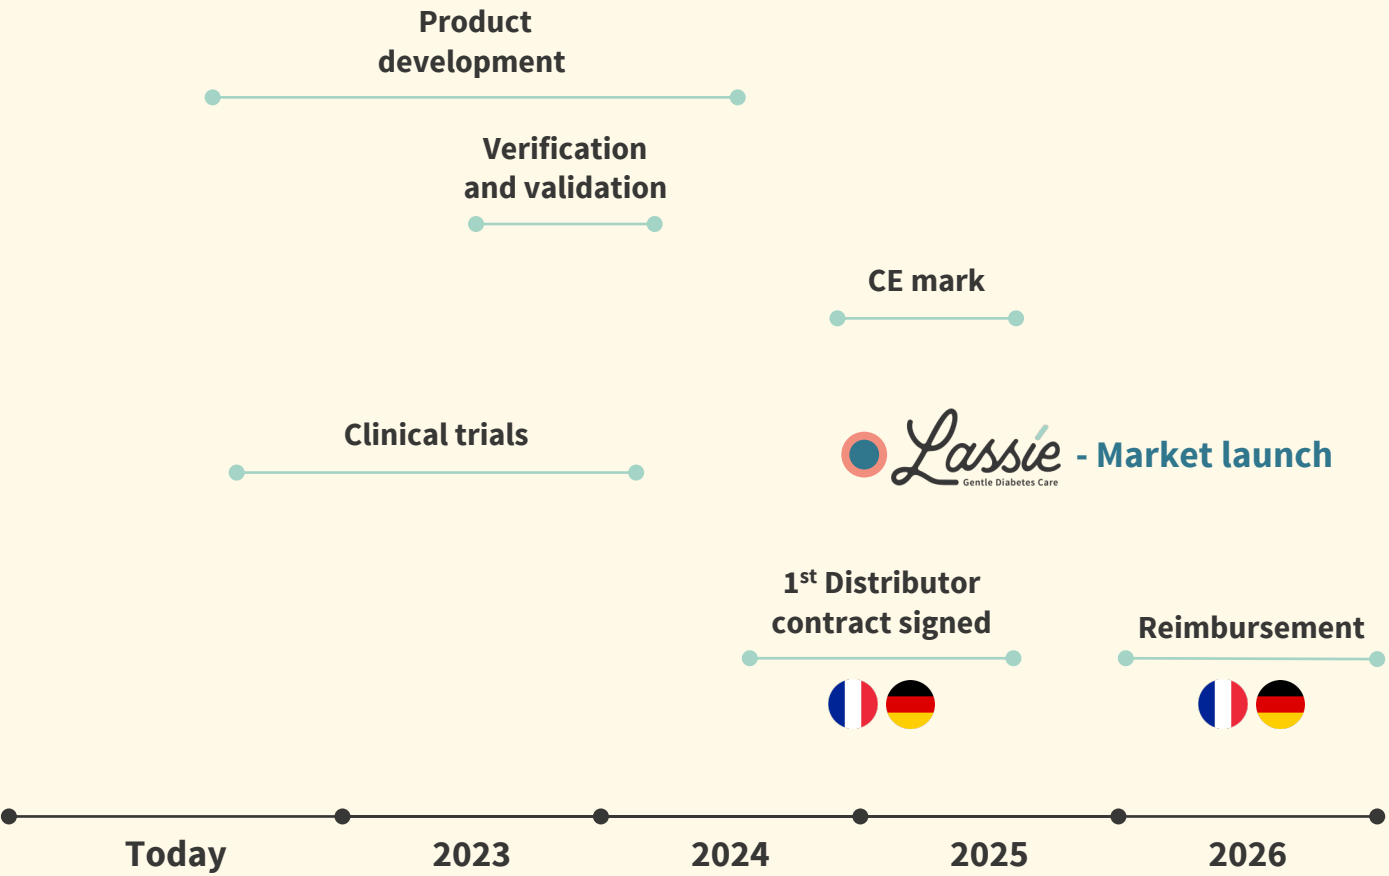 Product
development
Verification
and validation
CE mark
Clinical trials
Lassie - Market launch
Gentle Diabetes Care
1st Distributor
contract signed
Reimbursement
Today 2023 2024 2025 2026